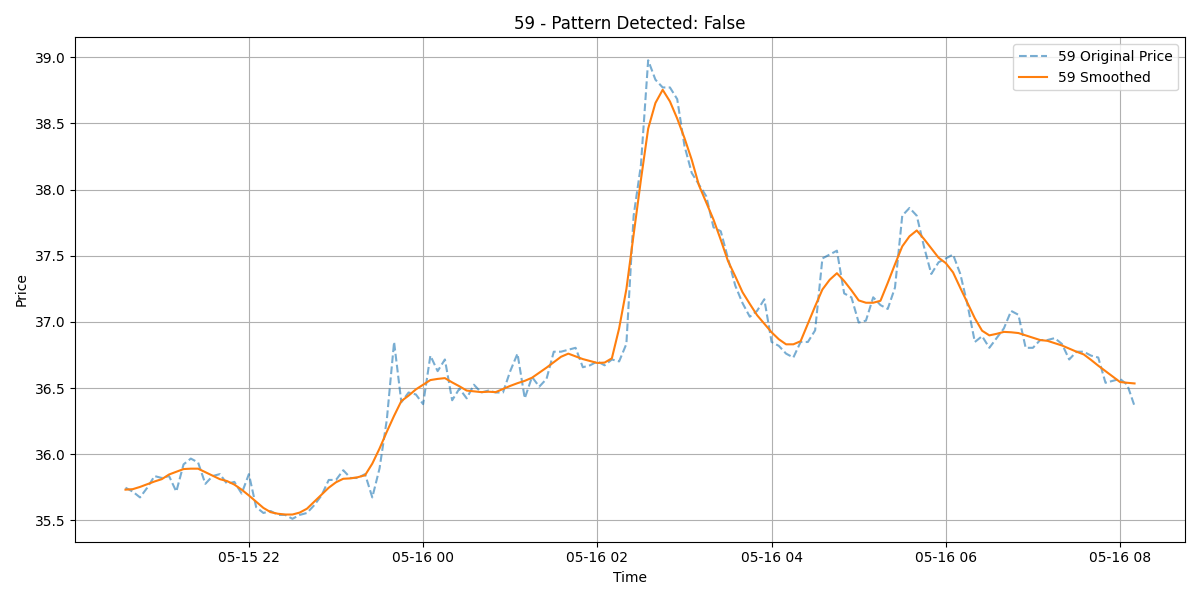 59 - Pattern Detected: False
59 Original Price
59 Smoothed
39.0
38.5
38.0
37.5
37.0
36.5
36.0
35.5
Price
05-15 22
05-16 00
05-16 02
05-16 04
05-16 06
05-16 08
Time